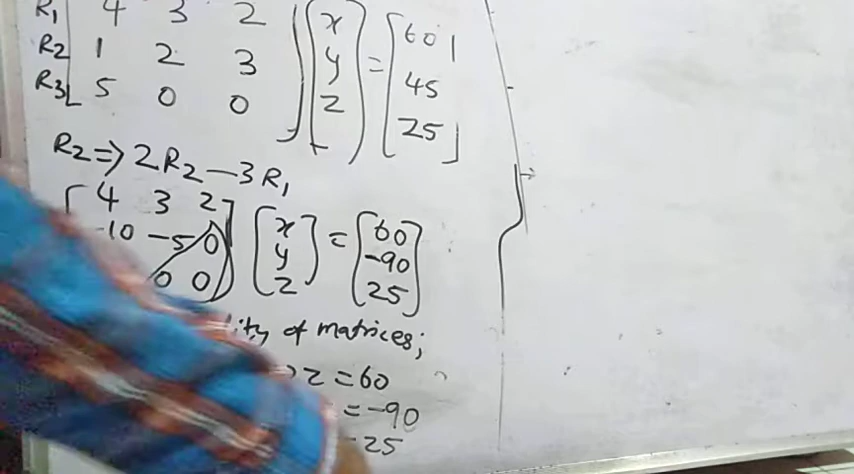 R1 4 3 2 x 60
R2 1 2 3 y = 45
R3 5 0 0 z 25
R2 => 2R2 - 3R1
4 3 2 x 60
-10 -5 0 y = -90
0 0 z 25
of matrices;
2z = 60
= -90
25